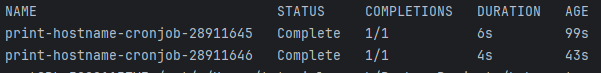 NAME STATUS COMPLETIONS DURATION AGE
print-hostname-cronjob-28911645 Complete 1/1 6s 99s
print-hostname-cronjob-28911646 Complete 1/1 4s 43s